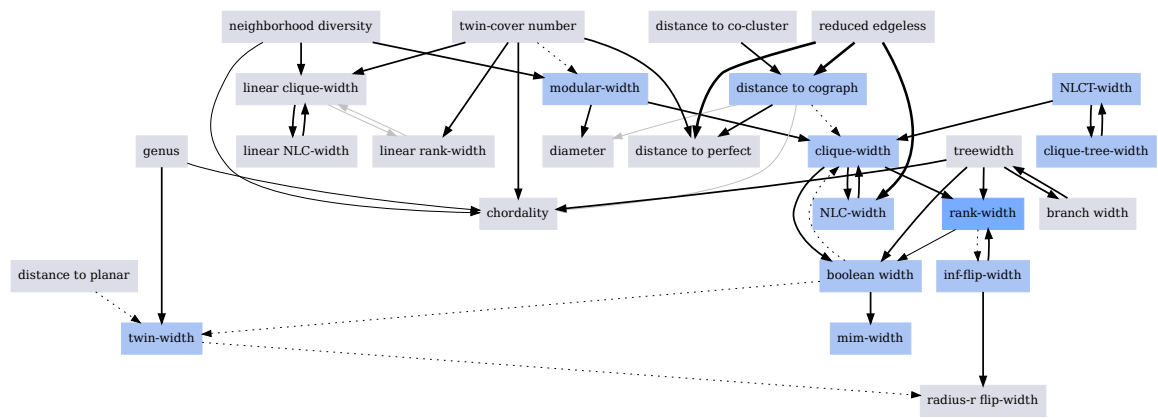 neighborhood diversity
twin-cover number
distance to co-cluster
reduced edgeless
linear clique-width
modular-width
distance to cograph
NLCT-width
genus
linear NLC-width
linear rank-width
diameter
distance to perfect
clique-width
treewidth
clique-tree-width
chordality
NLC-width
rank-width
branch width
distance to planar
boolean width
inf-flip-width
twin-width
mim-width
radius-r flip-width